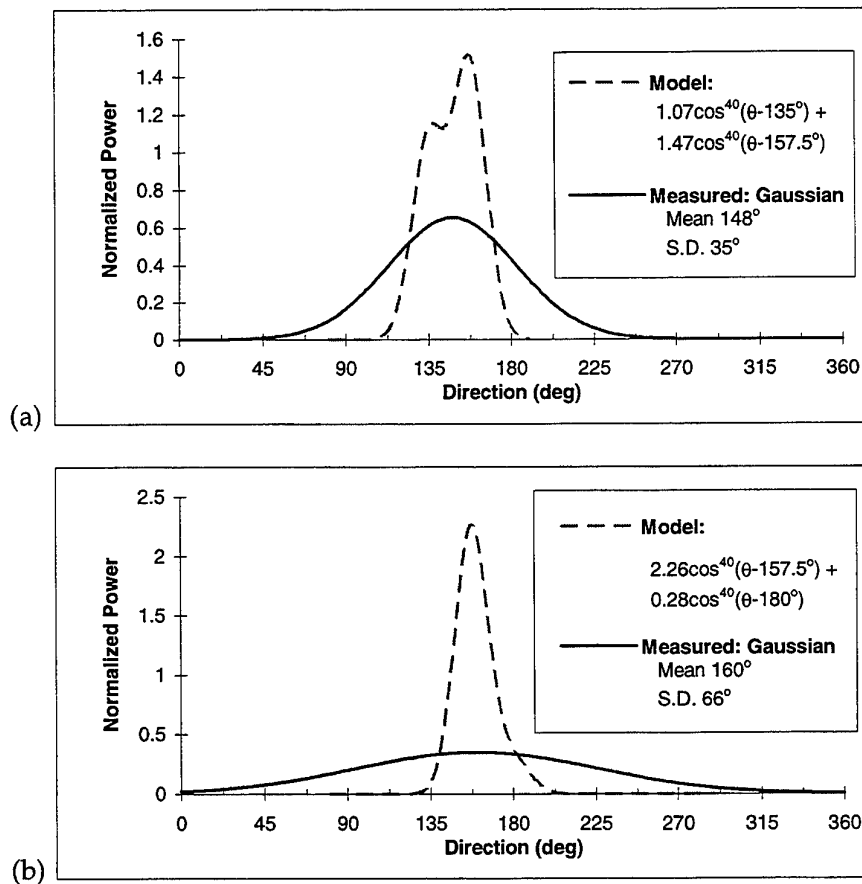 1.6
1.4
1.2
1
0.8
0.6
0.4
0.2
0
Normalized Power
0 45 90 135 180 225 270 315 360
Direction (deg)
Model:
1.07cos⁴⁰(θ-135°) +
1.47cos⁴⁰(θ-157.5°)
Measured: Gaussian
Mean 148°
S.D. 35°
(a)
2.5
2
1.5
1
0.5
0
Normalized Power
0 45 90 135 180 225 270 315 360
Direction (deg)
Model:
2.26cos⁴⁰(θ-157.5°) +
0.28cos⁴⁰(θ-180°)
Measured: Gaussian
Mean 160°
S.D. 66°
(b)